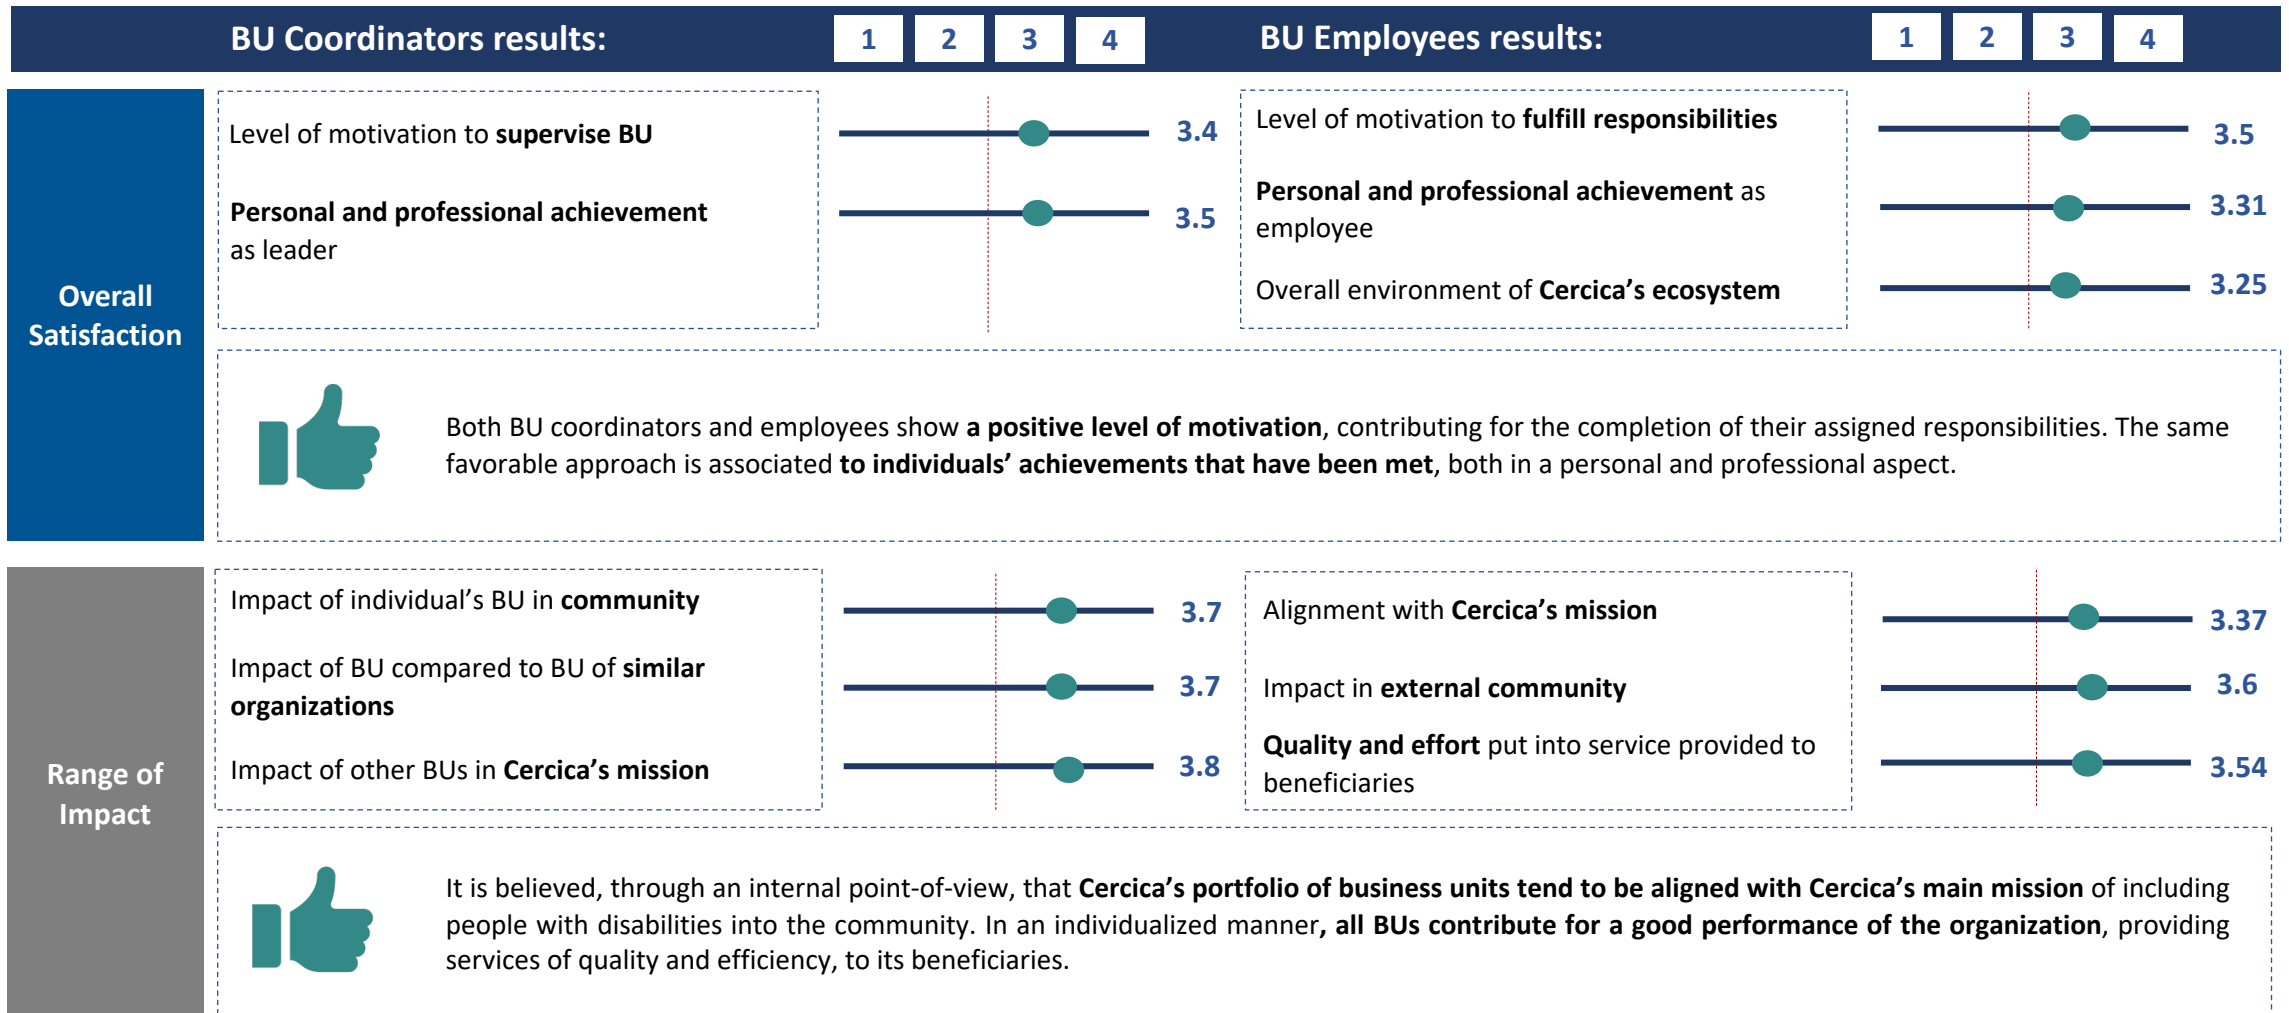 BU Coordinators results:
1 2 3 4
BU Employees results:
1 2 3 4
Overall
Satisfaction
Level of motivation to supervise BU
3.4
Personal and professional achievement
as leader
3.5
Level of motivation to fulfill responsibilities
3.5
Personal and professional achievement as
employee
3.31
Overall environment of Cercica’s ecosystem
3.25
Both BU coordinators and employees show a positive level of motivation, contributing for the completion of their assigned responsibilities. The same
favorable approach is associated to individuals’ achievements that have been met, both in a personal and professional aspect.
Range of
Impact
Impact of individual’s BU in community
3.7
Impact of BU compared to BU of similar
organizations
3.7
Impact of other BUs in Cercica’s mission
3.8
Alignment with Cercica’s mission
3.37
Impact in external community
3.6
Quality and effort put into service provided to
beneficiaries
3.54
It is believed, through an internal point-of-view, that Cercica’s portfolio of business units tend to be aligned with Cercica’s main mission of including
people with disabilities into the community. In an individualized manner, all BUs contribute for a good performance of the organization, providing
services of quality and efficiency, to its beneficiaries.